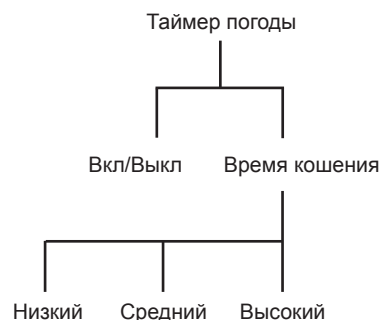 Таймер погоды
Вкл/Выкл Время кошения
Низкий Средний Высокий